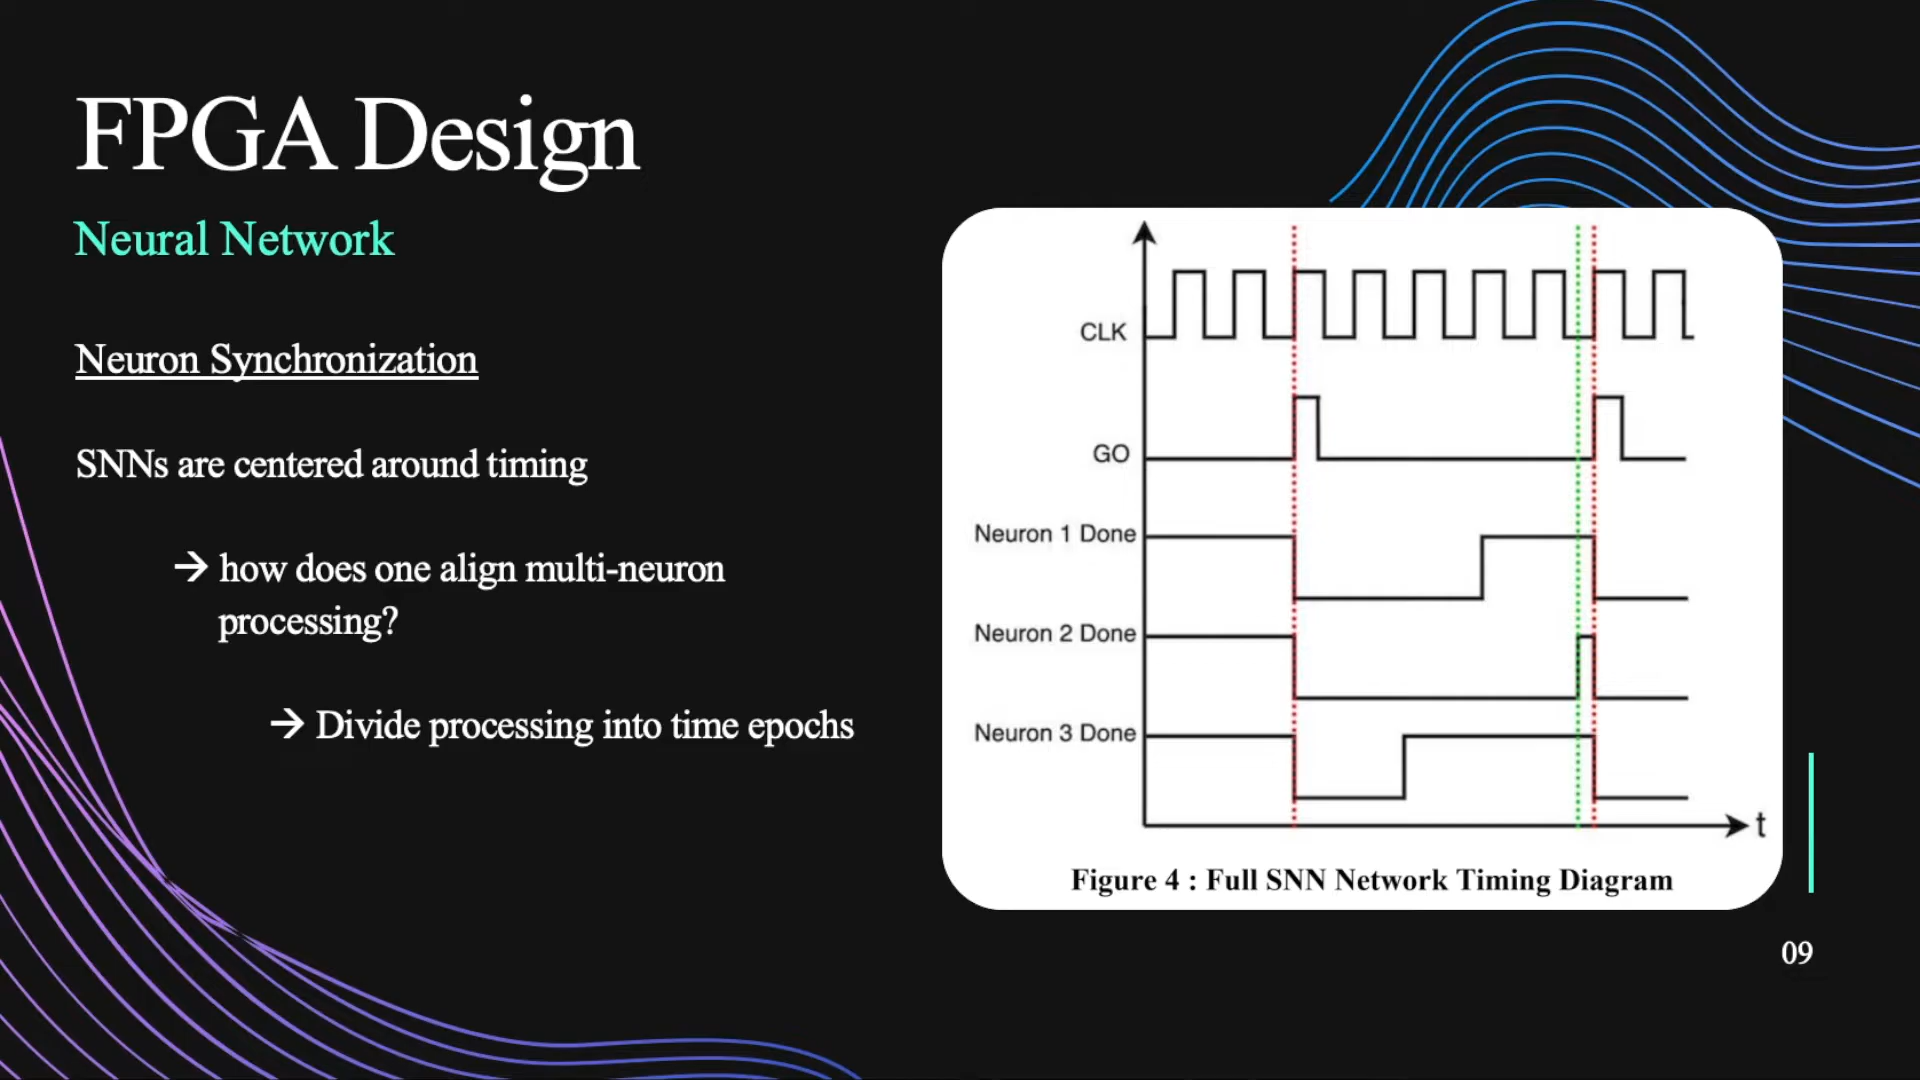 FPGA Design
Neural Network
Neuron Synchronization
SNNs are centered around timing
→ how does one align multi-neuron
processing?
→ Divide processing into time epochs
CLK
GO
Neuron 1 Done
Neuron 2 Done
Neuron 3 Done
t
Figure 4 : Full SNN Network Timing Diagram
09